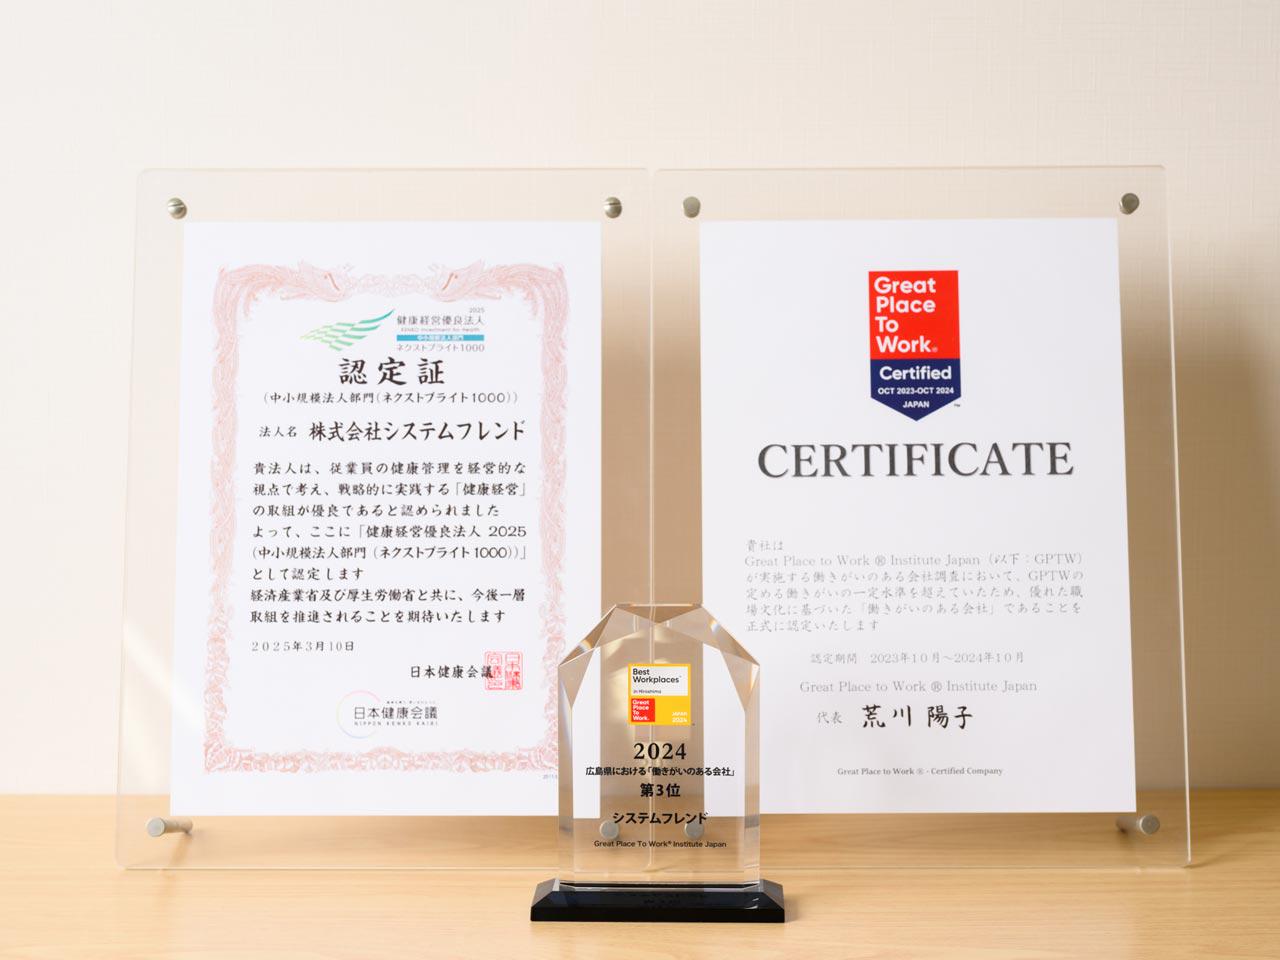 2025
健康経営優良法人
KENKO Investment for Health
中小規模法人部門
ネクストブライト1000
認定証
(中小規模法人部門(ネクストブライト1000))
法人名 株式会社システムフレンド
貴法人は、従業員の健康管理を経営的な
視点で考え、戦略的に実践する「健康経営」
の取組が優良であると認められました
よって、ここに「健康経営優良法人 2025
(中小規模法人部門(ネクストブライト1000))」
として認定します
経済産業省及び厚生労働省と共に、今後一層
取組を推進されることを期待いたします
2025年3月10日
日本健康会議
日本健康会議
NIPPON KENKO KAIGI
Great
Place
To
Work®
Certified
OCT 2023-OCT 2024
JAPAN
™
CERTIFICATE
貴社は
Great Place to Work ® Institute Japan (以下:GPTW)
が実施する働きがいのある会社調査において、GPTWの
定める働きがいの一定水準を超えていたため、優れた職
場文化に基づいた「働きがいのある会社」であることを
正式に認定いたします
認定期間 2023年10月~2024年10月
Great Place to Work ® Institute Japan
代表 荒川 陽子
Great Place to Work ® - Certified Company
Best
Workplaces™
in Hiroshima
Great
Place
To
Work.
JAPAN
2024
2024
広島県における「働きがいのある会社」
第3位
システムフレンド
Great Place To Work® Institute Japan